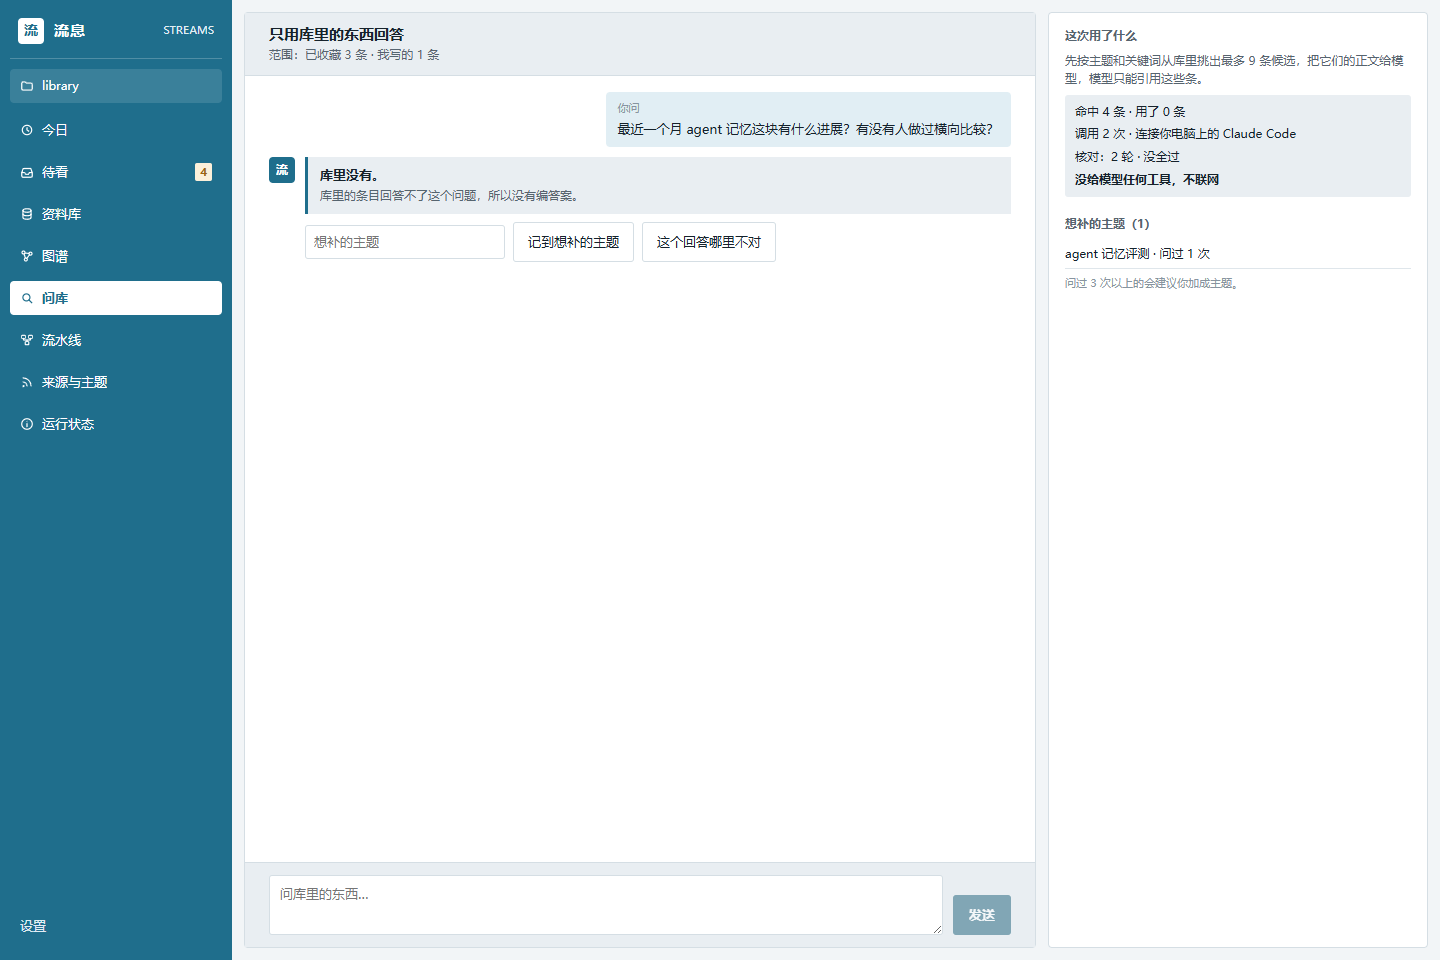 流 流息 STREAMS
library
今日
待看 4
资料库
图谱
问库
流水线
来源与主题
运行状态
设置
只用库里的东西回答
范围：已收藏 3 条 · 我写的 1 条
你问
最近一个月 agent 记忆这块有什么进展？有没有人做过横向比较？
流
库里没有。
库里的条目回答不了这个问题，所以没有编答案。
想补的主题 记到想补的主题 这个回答哪里不对
问库里的东西...
发送
这次用了什么
先按主题和关键词从库里挑出最多 9 条候选，把它们的正文给模
型，模型只能引用这些条。
命中 4 条 · 用了 0 条
调用 2 次 · 连接你电脑上的 Claude Code
核对：2 轮 · 没全过
没给模型任何工具，不联网
想补的主题（1）
agent 记忆评测 · 问过 1 次
问过 3 次以上的会建议你加成主题。